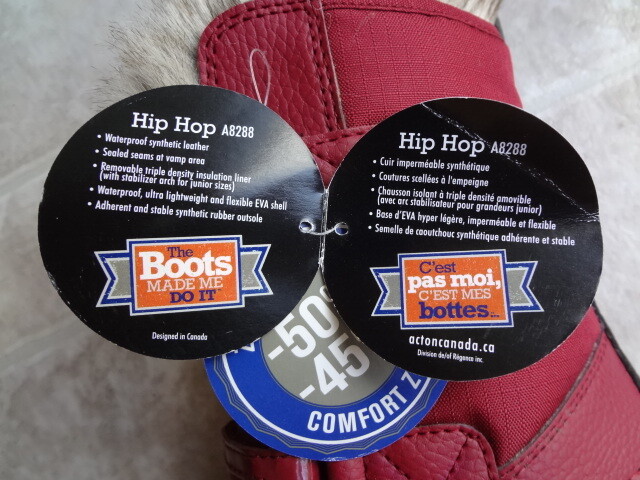 Hip Hop A8288
• Waterproof synthetic leather
• Sealed seams at vamp area
• Removable triple density insulation liner
(with stabilizer arch for junior sizes)
• Waterproof, ultra lightweight and flexible EVA shell
• Adherent and stable synthetic rubber outsole
The
Boots
MADE ME
DO IT
Designed in Canada
Hip Hop A8288
• Cuir imperméable synthétique
• Coutures scellées à l'empeigne
• Chausson isolant à triple densité amovible
(avec arc stabilisateur pour grandeurs junior)
• Base d'EVA hyper légère, imperméable et flexible
• Semelle de caoutchouc synthétique adhérente et stable
C'est
pas moi,
C'EST MES
bottes...
actoncanada.ca
Division de/of Régence inc.
-50°
-45°
COMFORT